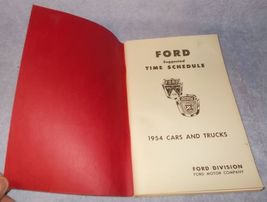 FORD
Suggested
TIME SCHEDULE
1954 CARS AND TRUCKS
FORD DIVISION
FORD MOTOR COMPANY